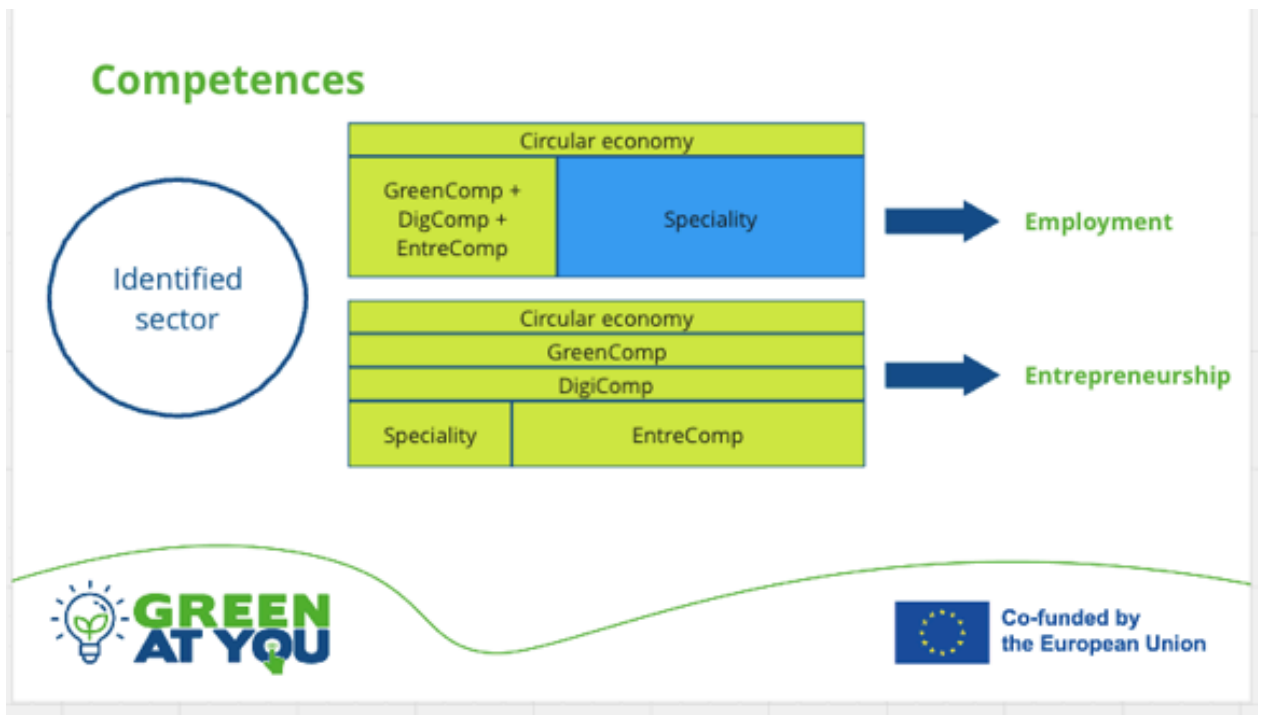 Competences
Identified
sector
Circular economy
GreenComp +
DigComp +
EntreComp
Speciality
Employment
Circular economy
GreenComp
DigiComp
Speciality
EntreComp
Entrepreneurship
GREEN
AT YOU
Co-funded by
the European Union